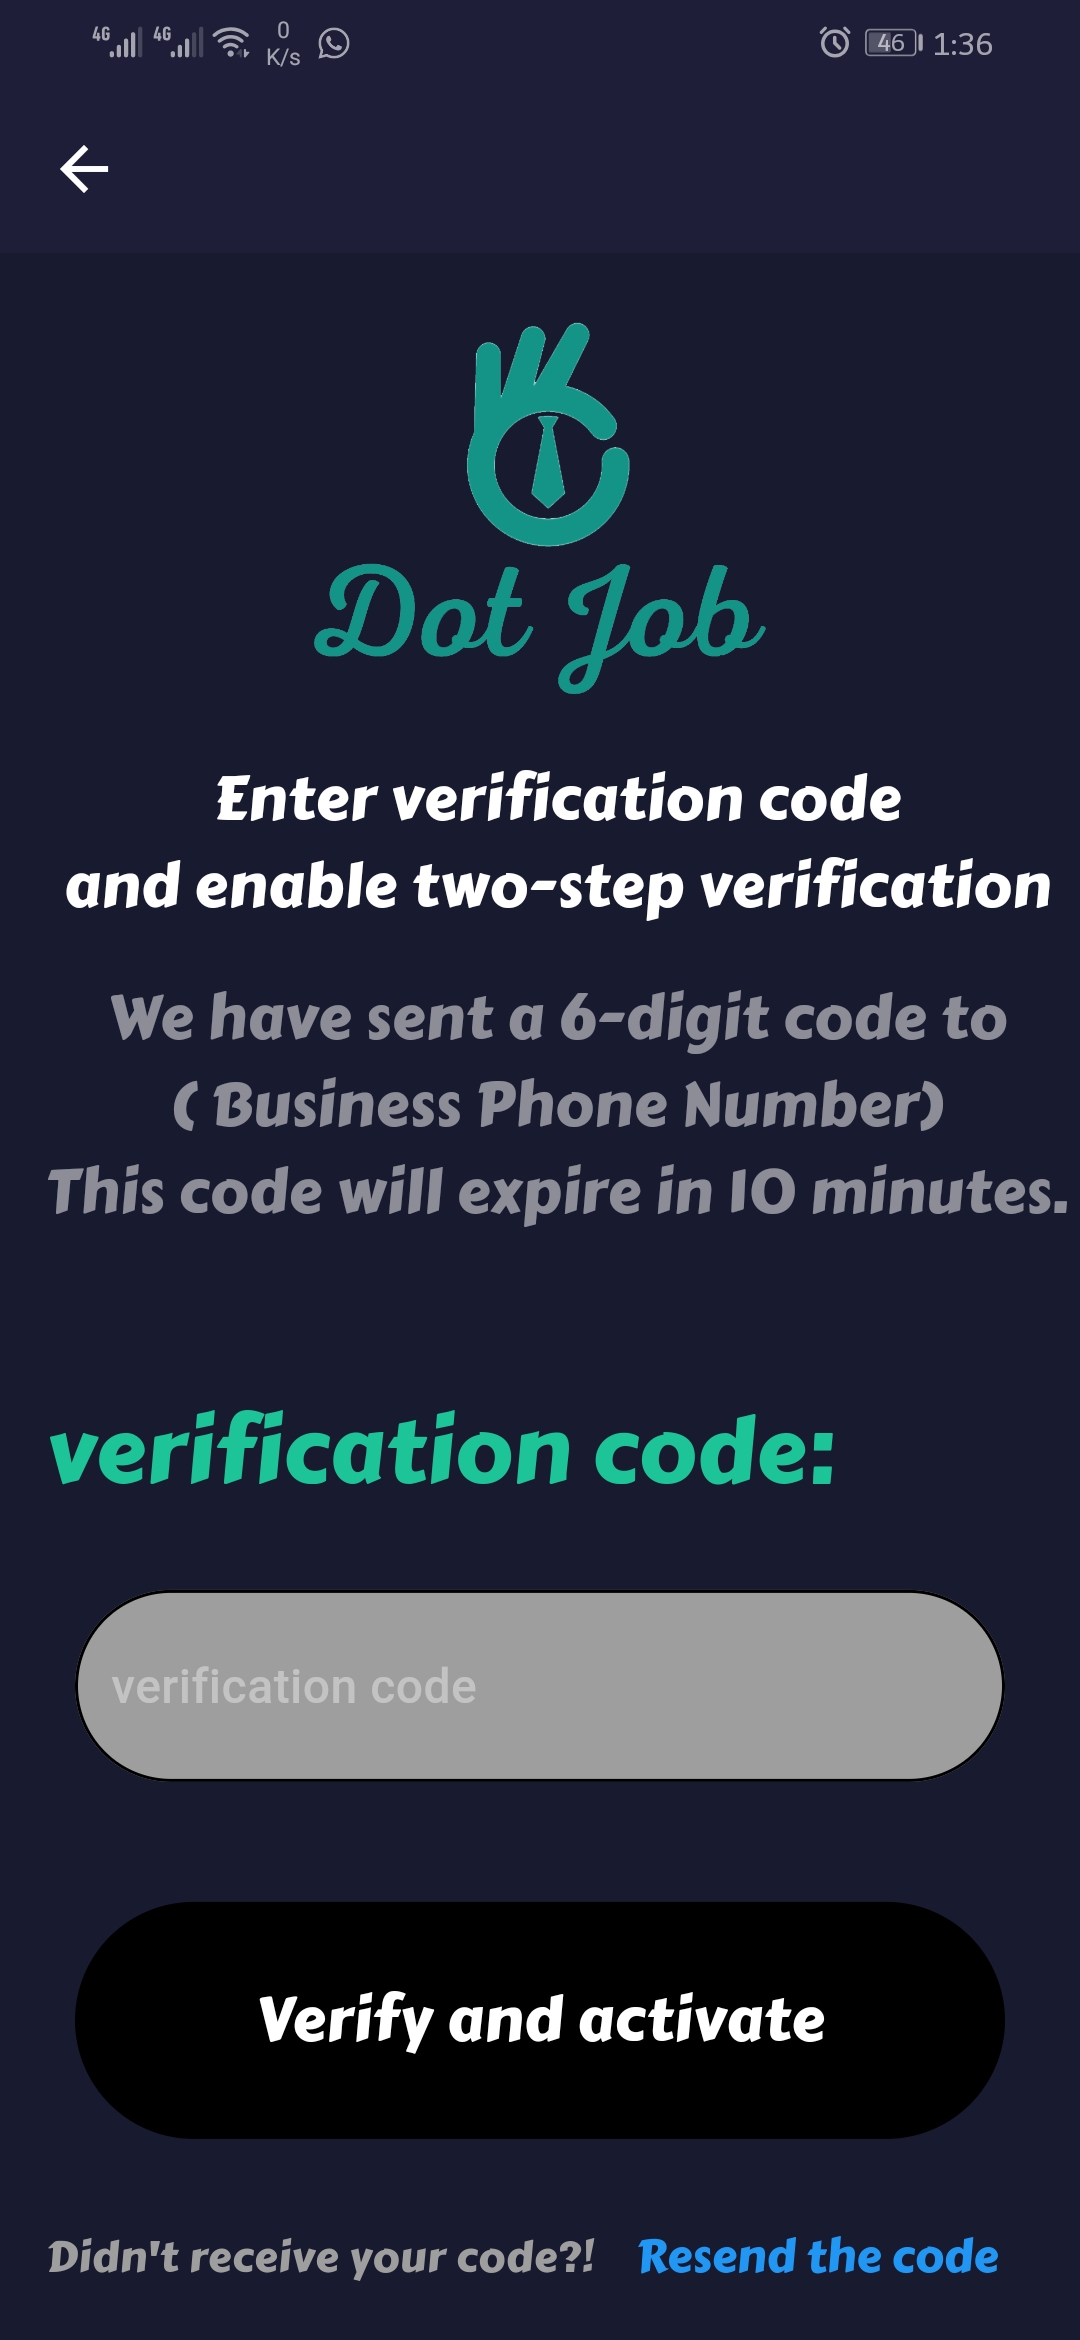 4G 4G 0 K/s 46 1:36
Dot Job
Enter verification code
and enable two-step verification
We have sent a 6-digit code to
( Business Phone Number)
This code will expire in 10 minutes.
verification code:
verification code
Verify and activate
Didn't receive your code?! Resend the code